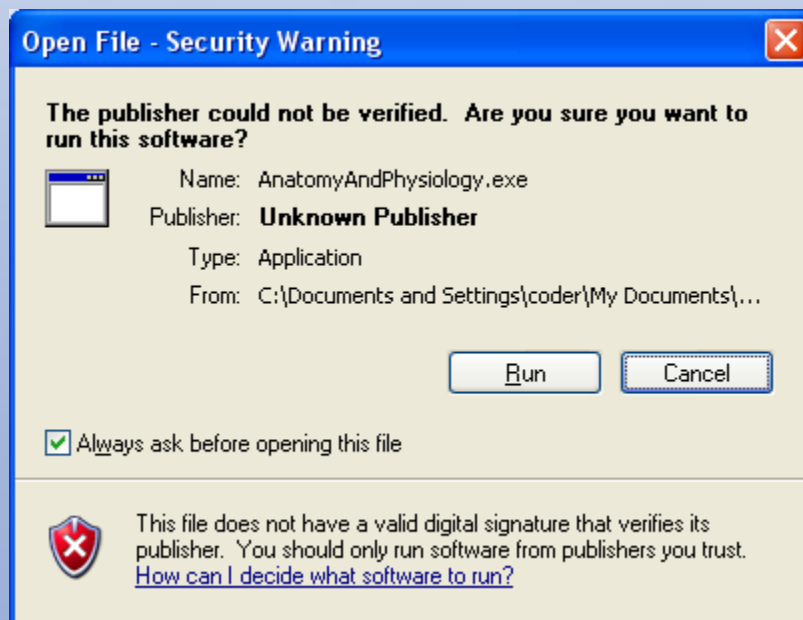 Open File - Security Warning
The publisher could not be verified.  Are you sure you want to
run this software?
Name: AnatomyAndPhysiology.exe
Publisher: Unknown Publisher
Type: Application
From: C:\Documents and Settings\coder\My Documents\...
Run Cancel
Always ask before opening this file
This file does not have a valid digital signature that verifies its
publisher.  You should only run software from publishers you trust.
How can I decide what software to run?